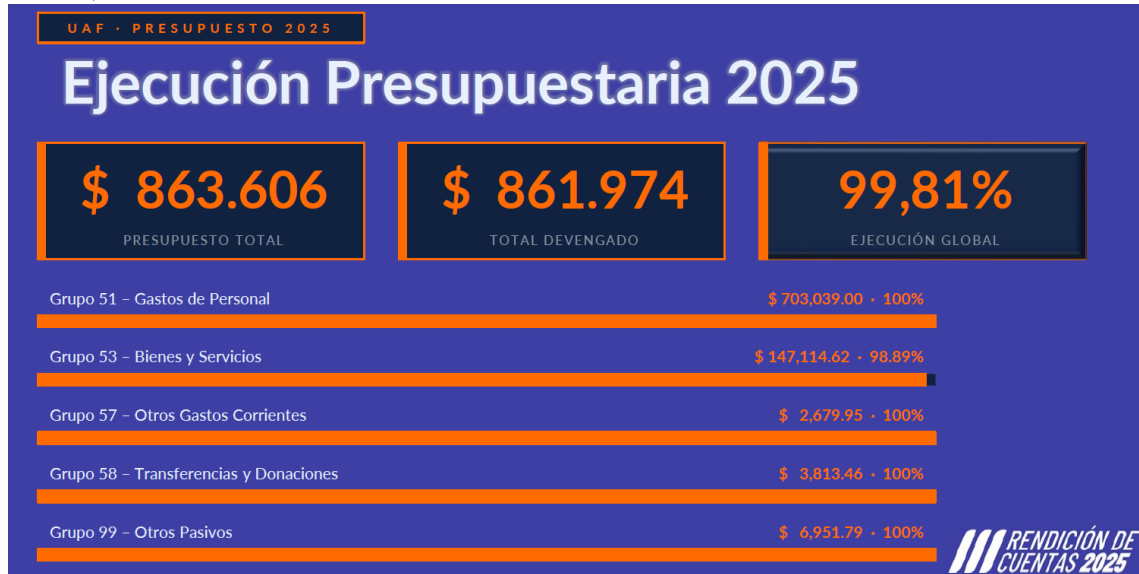 UAF · PRESUPUESTO 2025
Ejecución Presupuestaria 2025
$ 863.606
PRESUPUESTO TOTAL
$ 861.974
TOTAL DEVENGADO
99,81%
EJECUCIÓN GLOBAL
Grupo 51 – Gastos de Personal $ 703,039.00 · 100%
Grupo 53 – Bienes y Servicios $ 147,114.62 · 98.89%
Grupo 57 – Otros Gastos Corrientes $ 2,679.95 · 100%
Grupo 58 – Transferencias y Donaciones $ 3,813.46 · 100%
Grupo 99 – Otros Pasivos $ 6,951.79 · 100%
RENDICIÓN DE
CUENTAS 2025